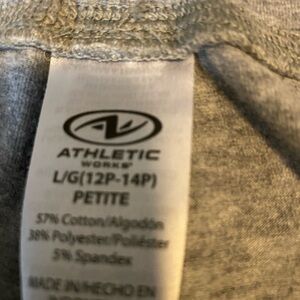 ATHLETIC
WORKS
L/G(12P-14P)
PETITE
57% Cotton/Algodón
38% Polyester/Poliéster
5% Spandex
MADE IN/HECHO EN